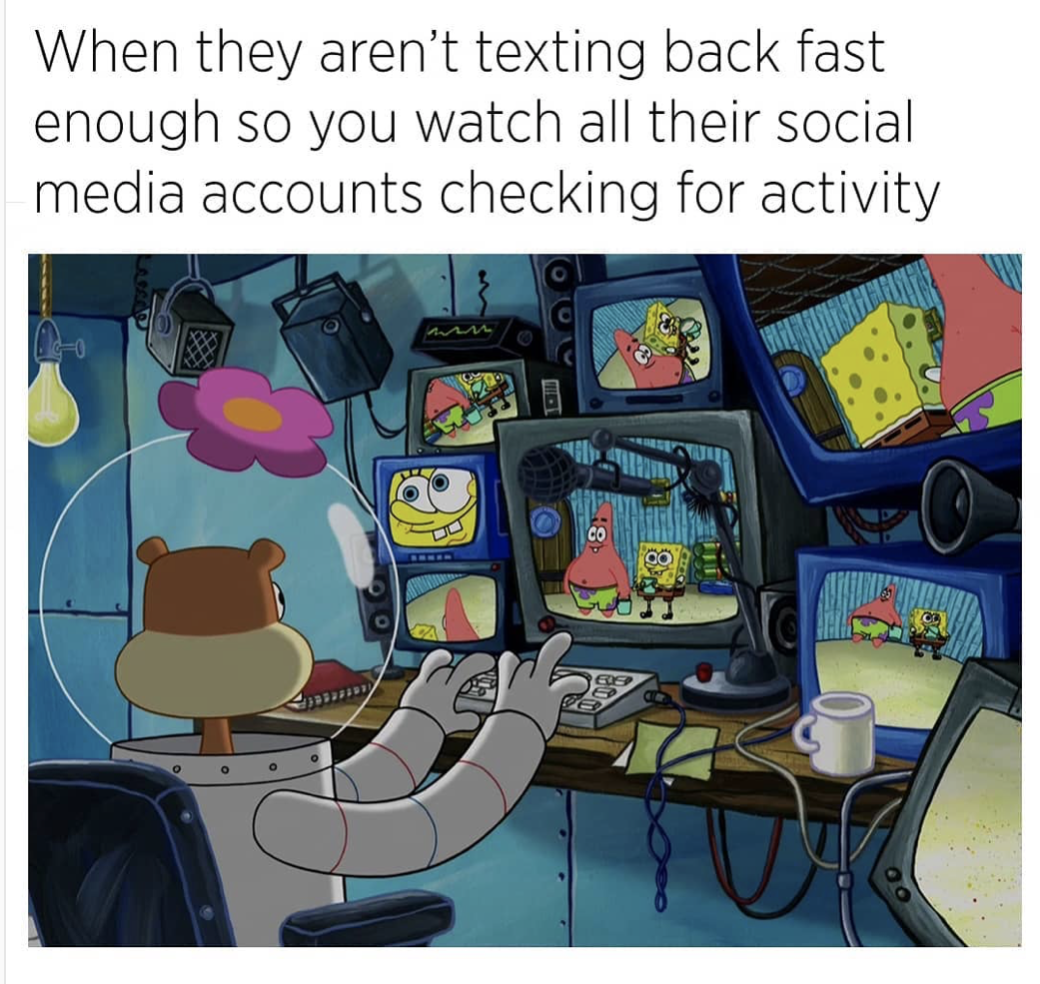 When they aren’t texting back fast
enough so you watch all their social
media accounts checking for activity